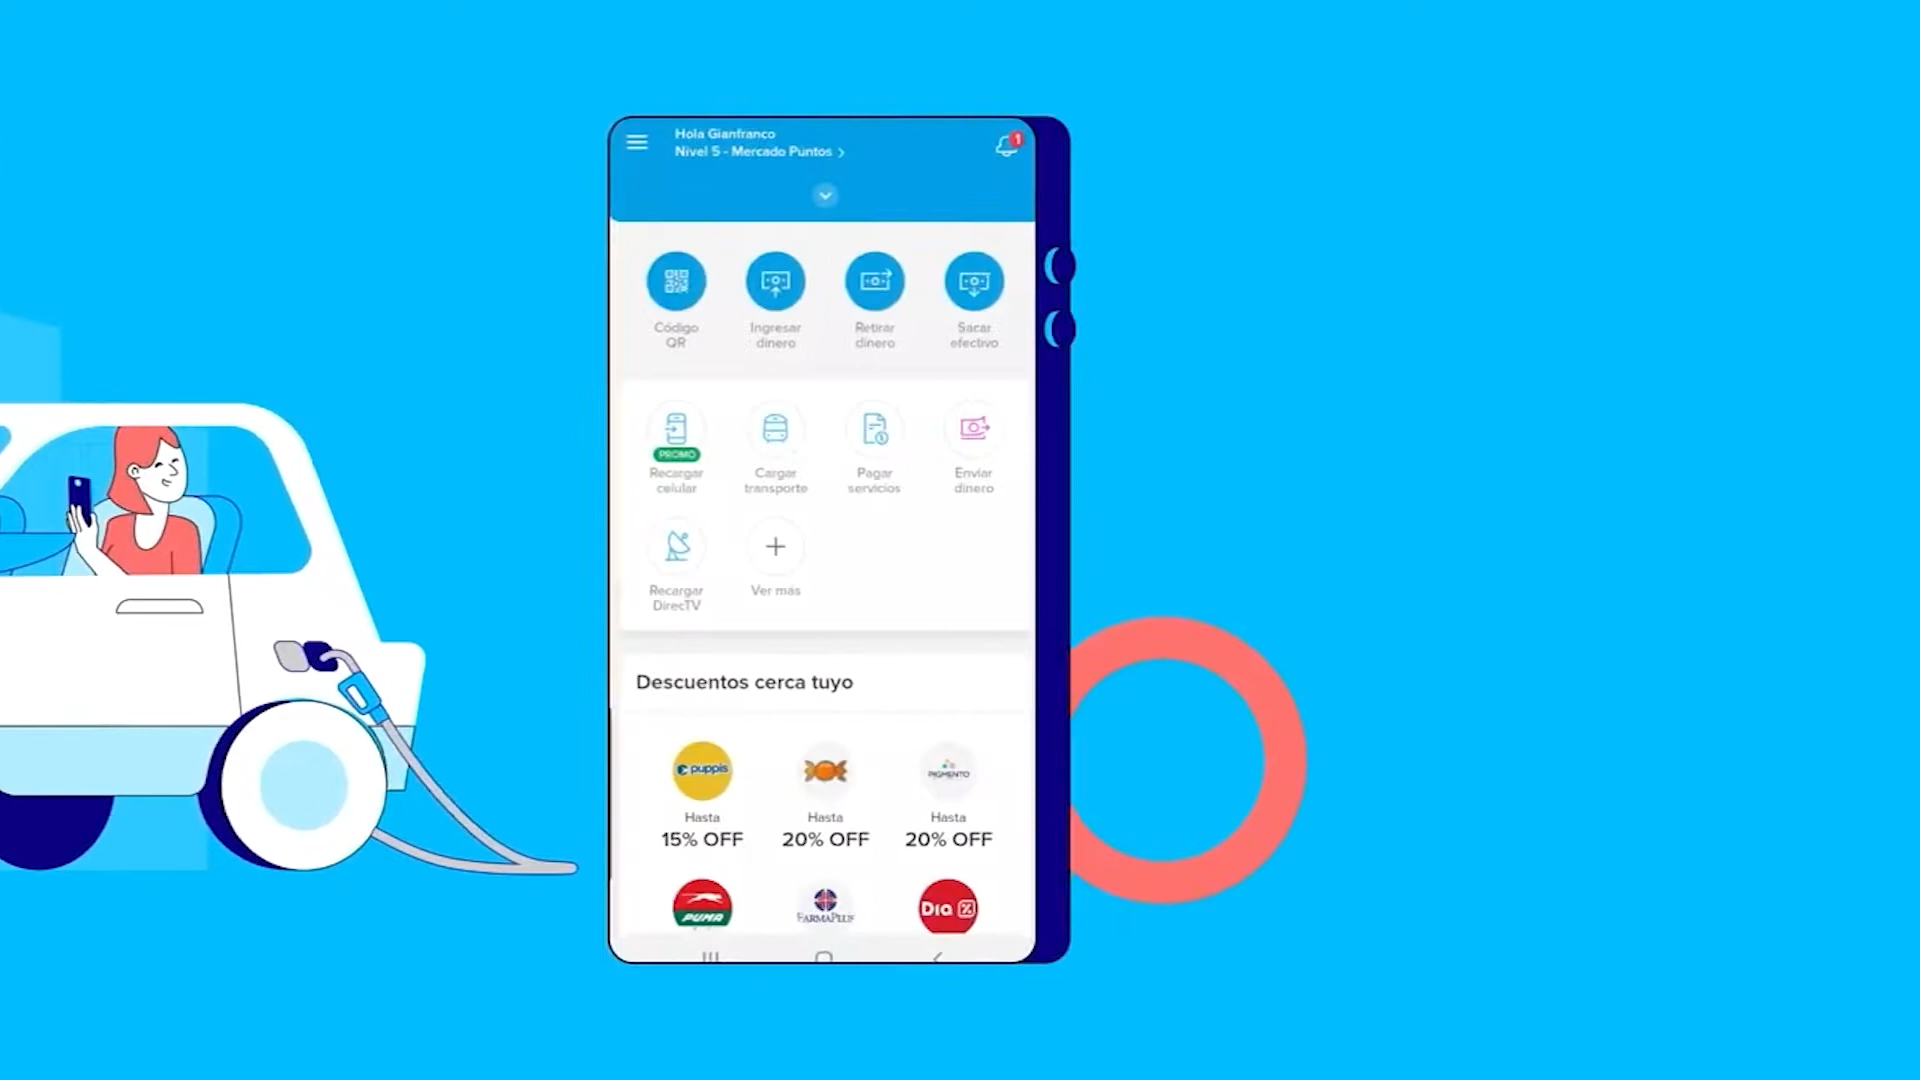 Hola Gianfranco
Nivel 5 - Mercado Puntos
1
Código
QR
Ingresar
dinero
Retirar
dinero
Sacar
efectivo
PROMO
Recargar
celular
Cargar
transporte
Pagar
servicios
Enviar
dinero
Recargar
DirecTV
Ver más
Descuentos cerca tuyo
puppis
PIGMENTO
Hasta
15% OFF
Hasta
20% OFF
Hasta
20% OFF
PUMA
FARMAPLUS
Dia %